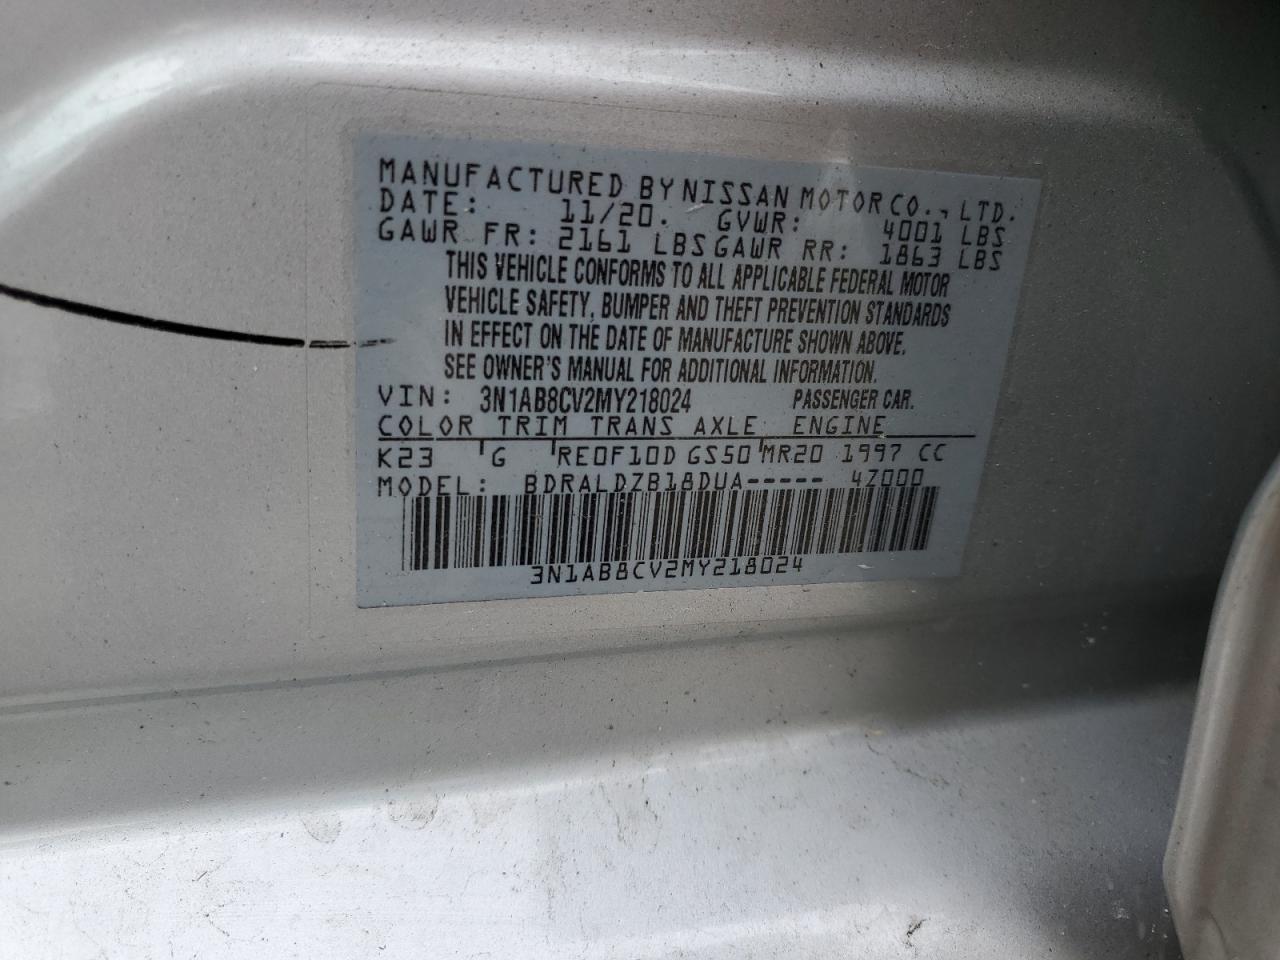 MANUFACTURED BY NISSAN MOTOR CO., LTD.
DATE: 11/20. GVWR: 4001 LBS
GAWR FR: 2161 LBS GAWR RR: 1863 LBS
THIS VEHICLE CONFORMS TO ALL APPLICABLE FEDERAL MOTOR
VEHICLE SAFETY, BUMPER AND THEFT PREVENTION STANDARDS
IN EFFECT ON THE DATE OF MANUFACTURE SHOWN ABOVE.
SEE OWNER'S MANUAL FOR ADDITIONAL INFORMATION.
VIN: 3N1AB8CV2MY218024 PASSENGER CAR.
COLOR TRIM TRANS AXLE ENGINE
K23 G RE0F10D GS50 MR20 1997 CC
MODEL: BDRALDZB18DUA----- 4Z000
3N1AB8CV2MY218024